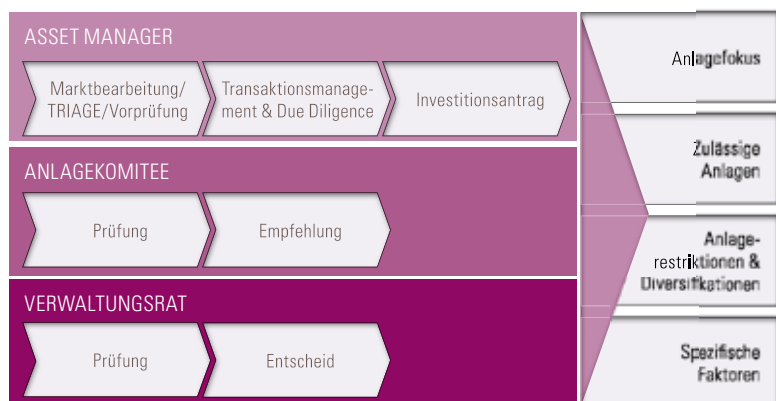 ASSET MANAGER
Marktbearbeitung/
TRIAGE/Vorprüfung
Transaktionsmanage-
ment & Due Diligence
Investitionsantrag
ANLAGEKOMITEE
Prüfung
Empfehlung
VERWALTUNGSRAT
Prüfung
Entscheid
Anlagefokus
Zulässige
Anlagen
Anlage-
restriktionen &
Diversifikationen
Spezifische
Faktoren